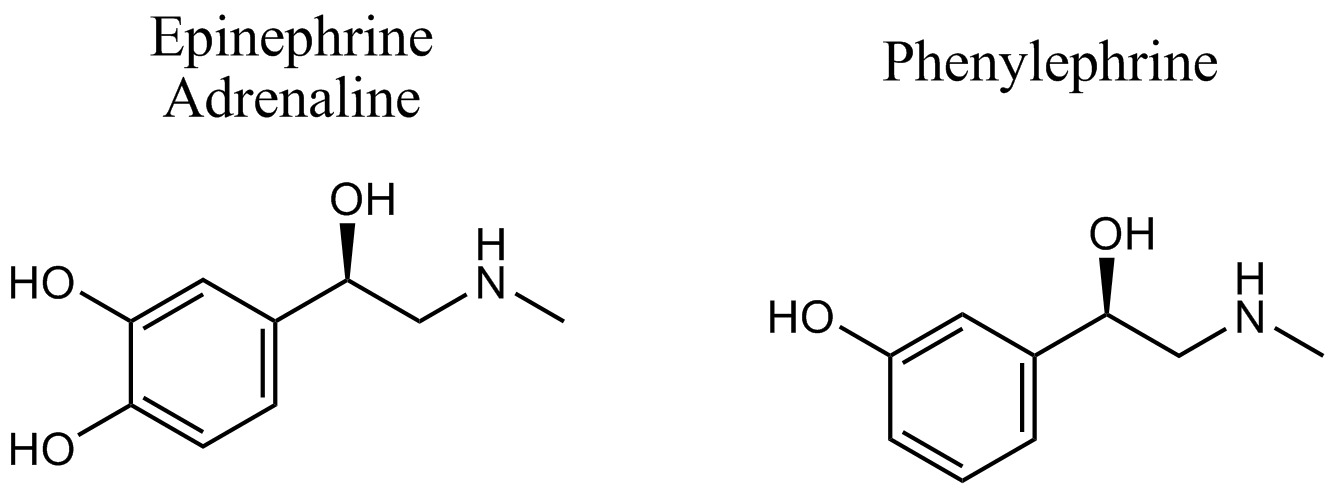 Epinephrine
Adrenaline
OH
H
N
HO
HO
Phenylephrine
OH
H
N
HO